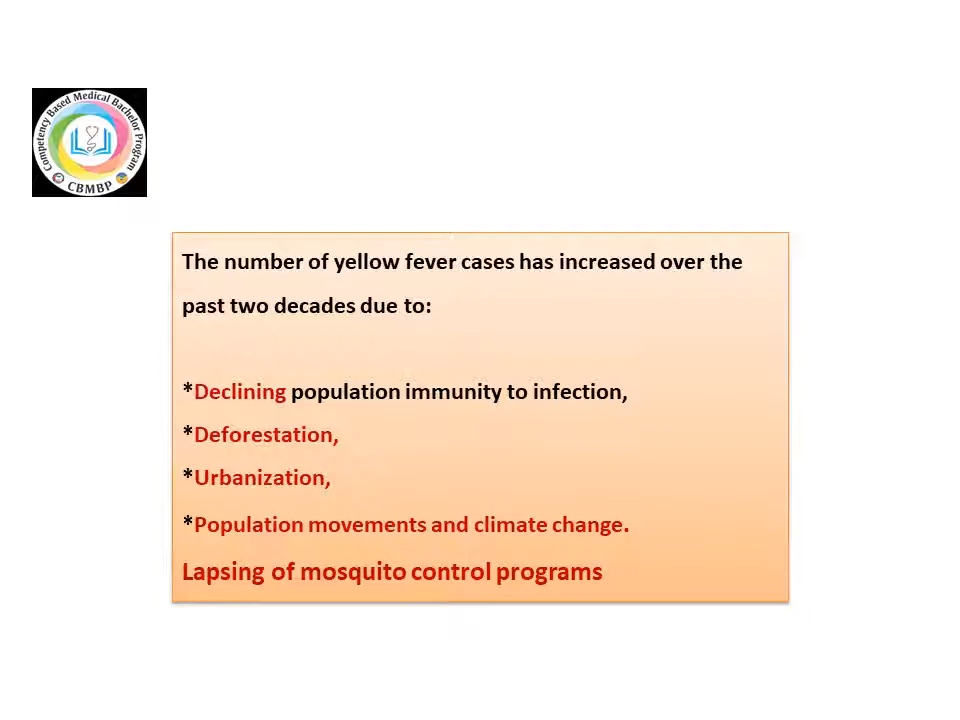 Competency Based Medical Bachelor Program
CBMBP
The number of yellow fever cases has increased over the
past two decades due to:
*Declining population immunity to infection,
*Deforestation,
*Urbanization,
*Population movements and climate change.
Lapsing of mosquito control programs